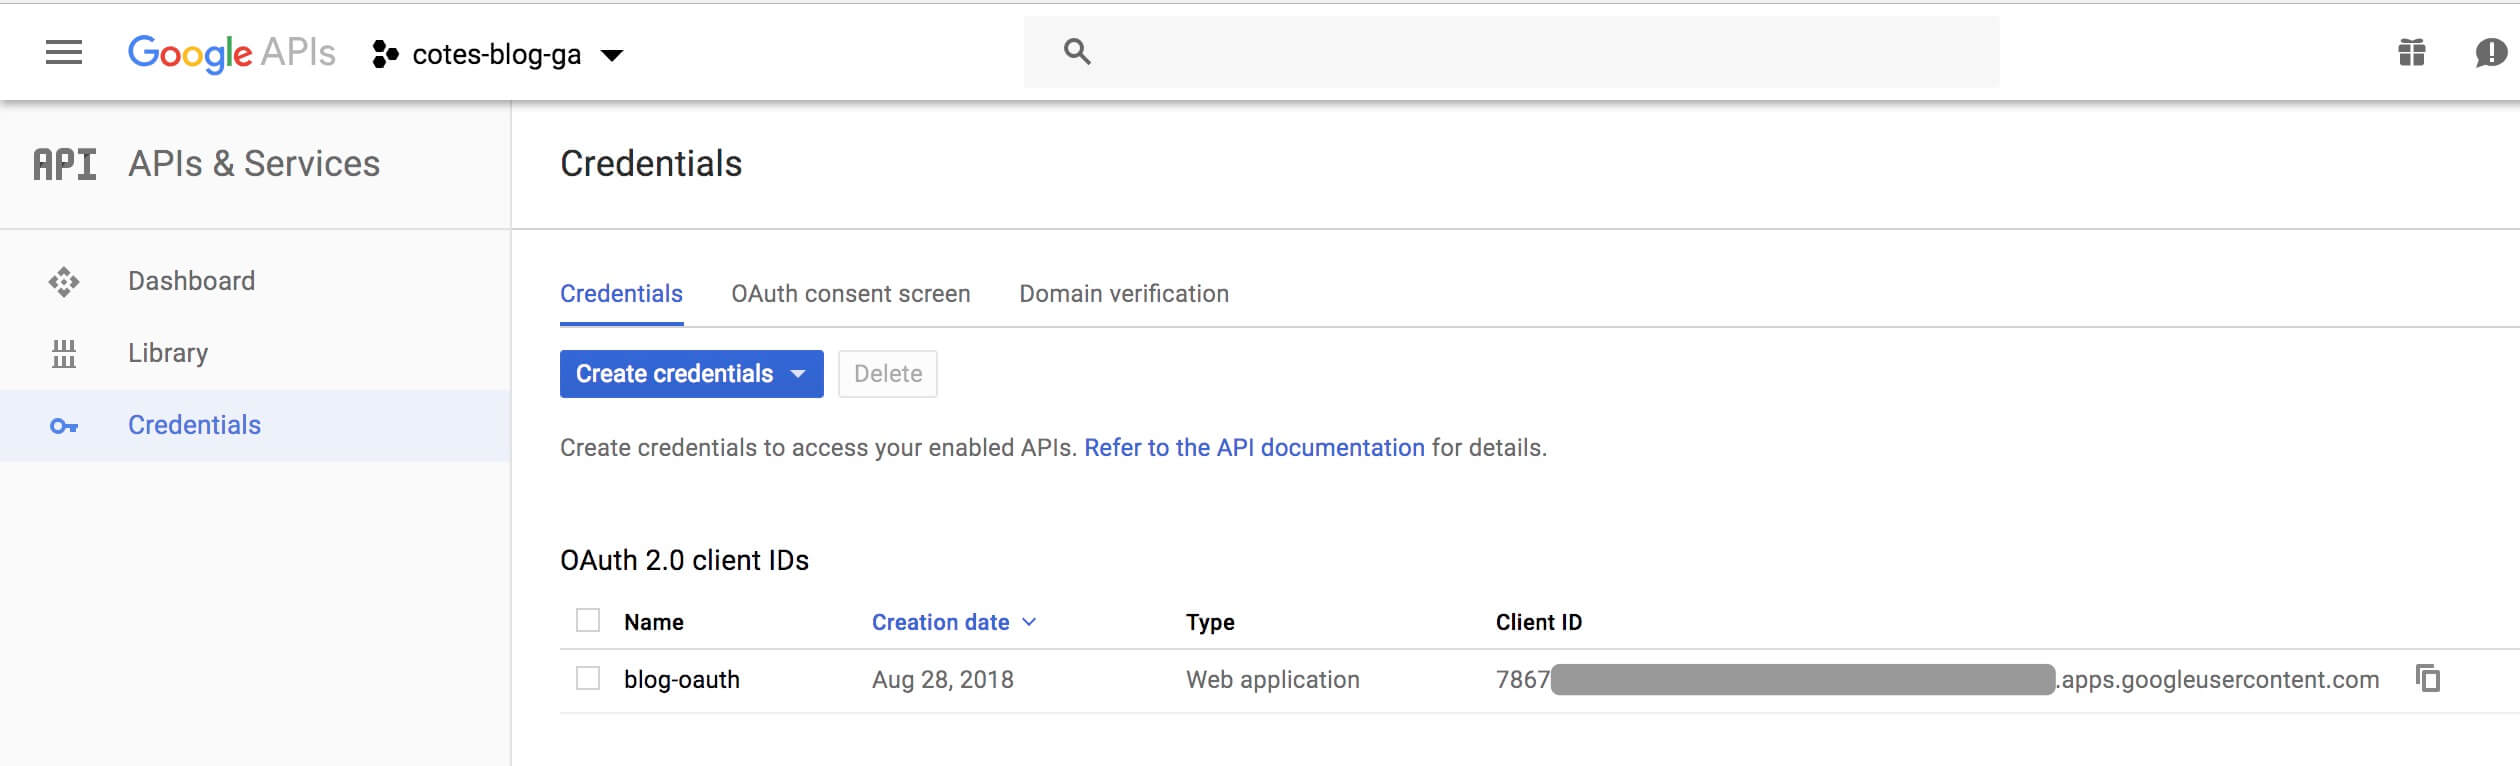 Google APIs cotes-blog-ga
API APIs & Services
Credentials
Dashboard
Library
Credentials
Credentials OAuth consent screen Domain verification
Create credentials Delete
Create credentials to access your enabled APIs. Refer to the API documentation for details.
OAuth 2.0 client IDs
Name Creation date Type Client ID
blog-oauth Aug 28, 2018 Web application 7867 .apps.googleusercontent.com